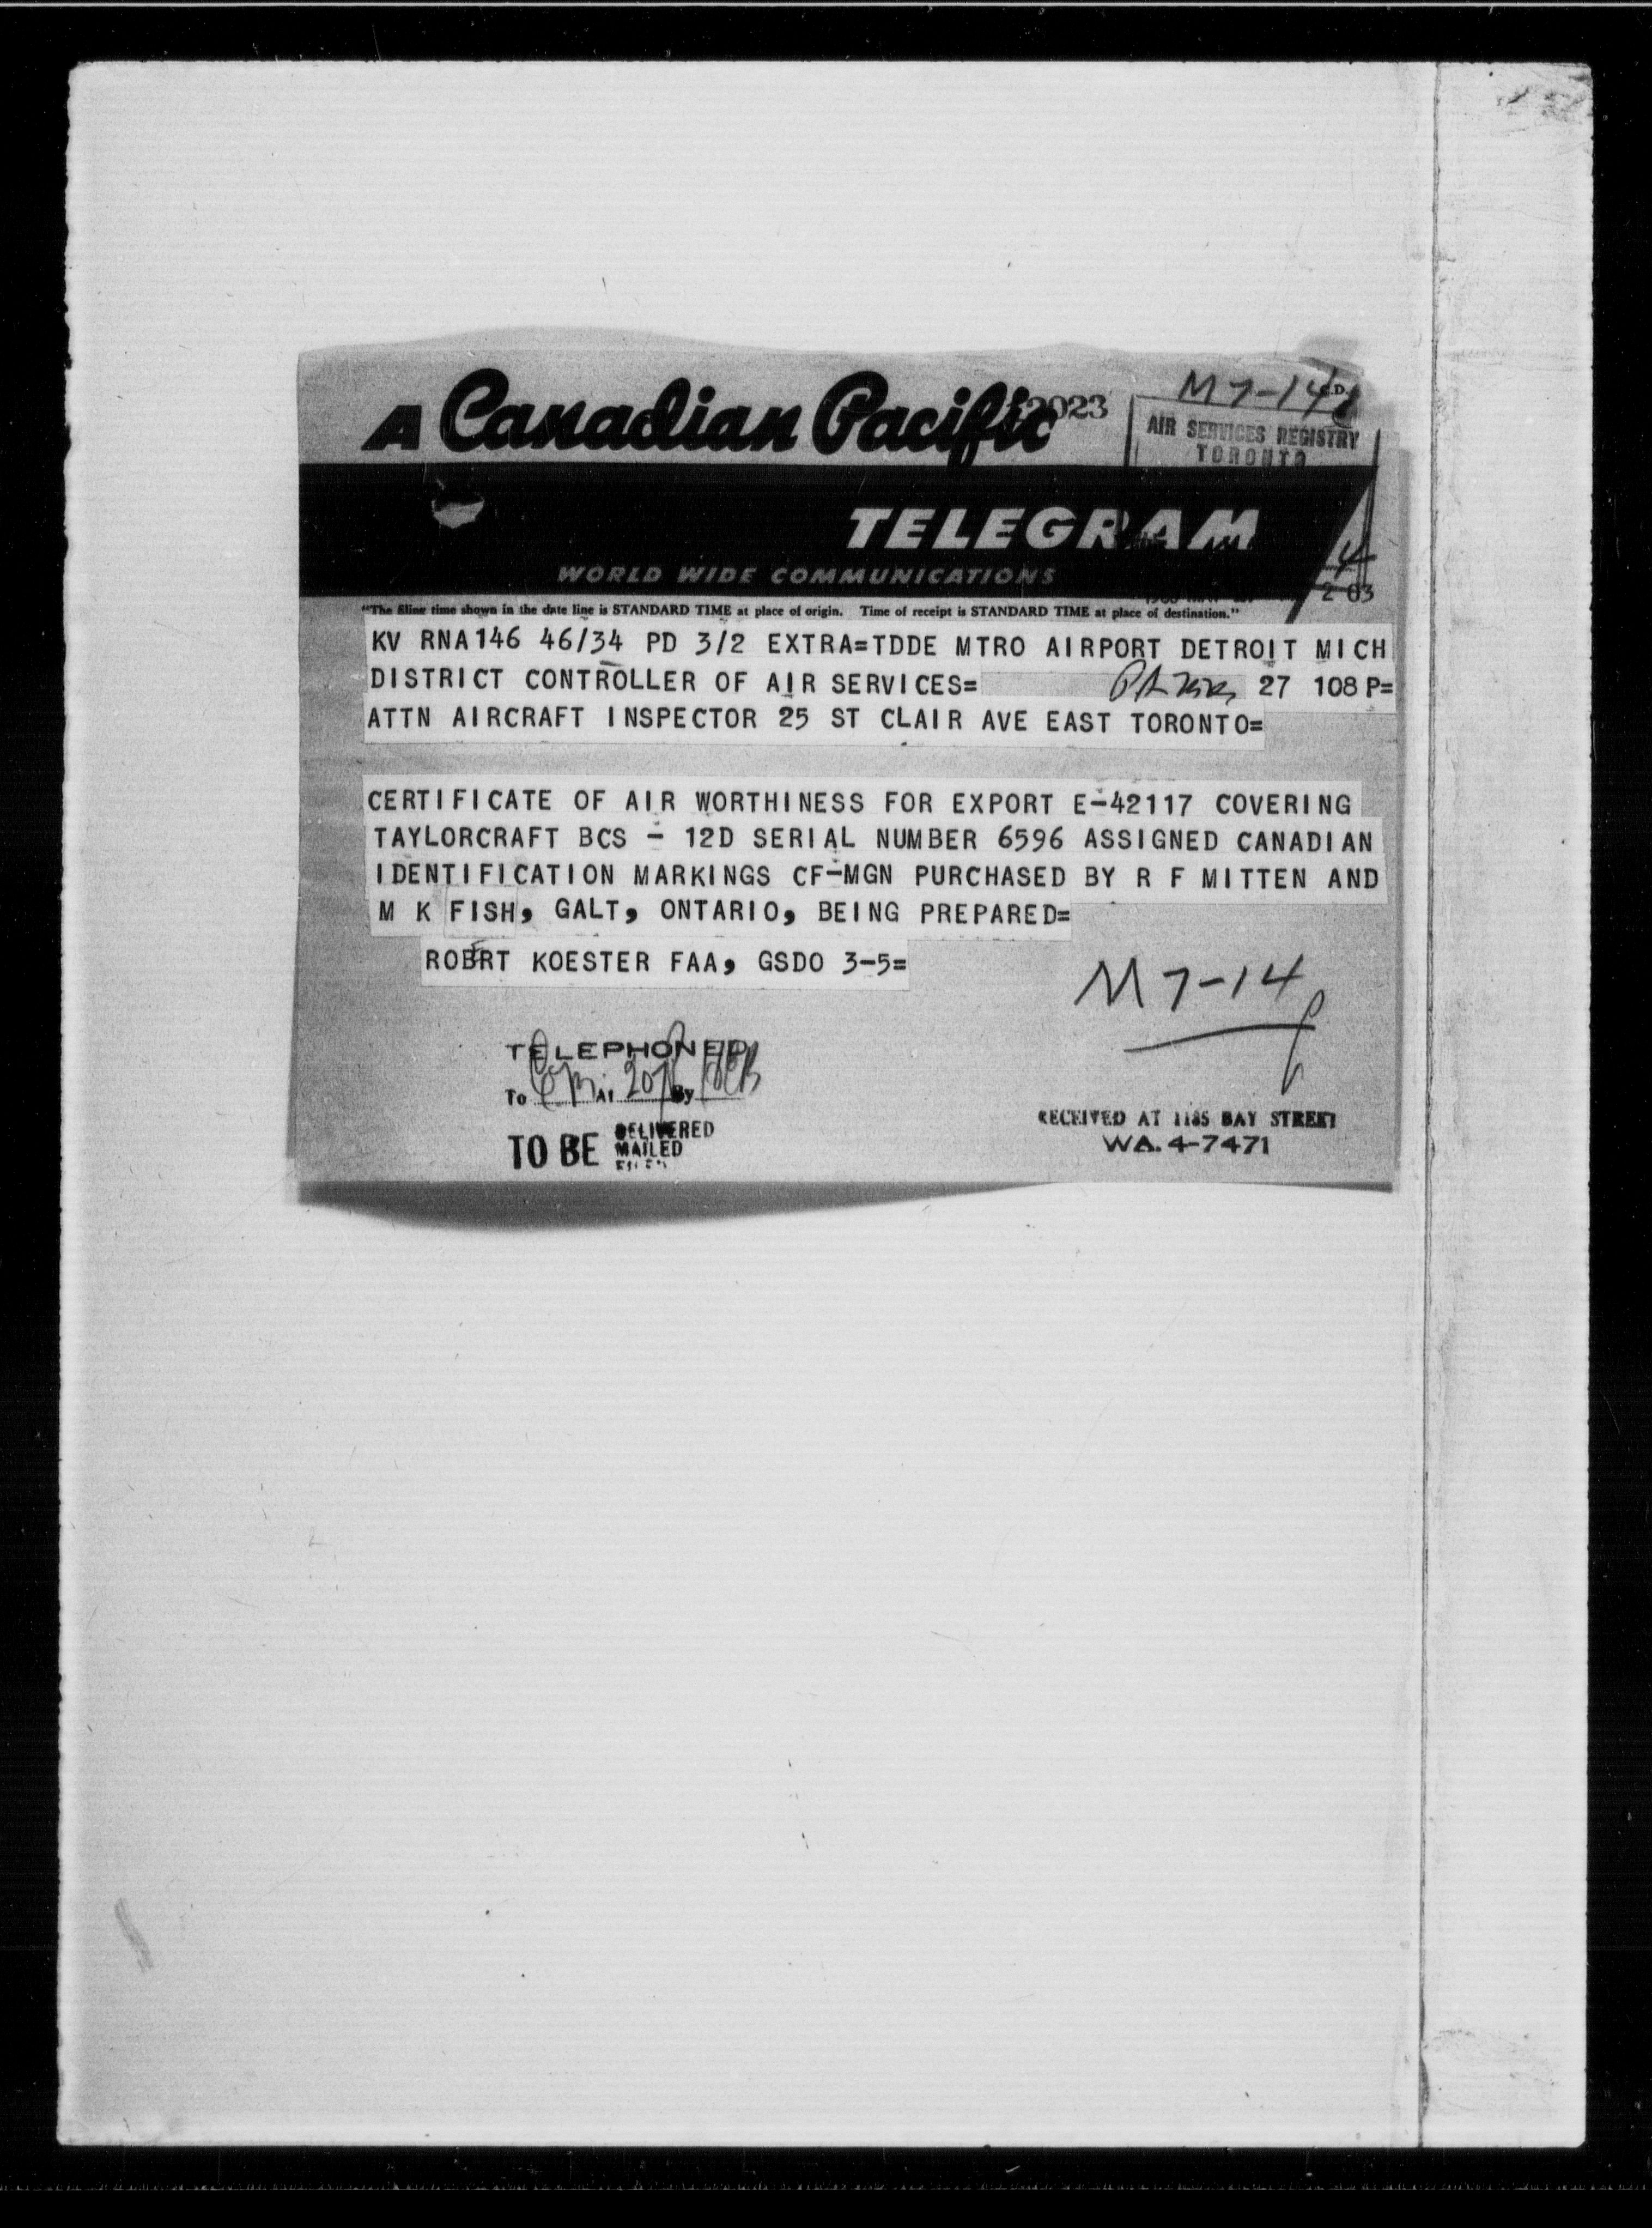 M 7-14
A Canadian Pacific
AIR SERVICES REGISTRY
TORONTO
TELEGRAM
WORLD WIDE COMMUNICATIONS
2 03
"The filing time shown in the date line is STANDARD TIME at place of origin. Time of receipt is STANDARD TIME at place of destination."
KV RNA146 46/34 PD 3/2 EXTRA=TDDE MTRO AIRPORT DETROIT MICH
DISTRICT CONTROLLER OF AIR SERVICES= 27 108P=
ATTN AIRCRAFT INSPECTOR 25 ST CLAIR AVE EAST TORONTO=
CERTIFICATE OF AIR WORTHINESS FOR EXPORT E-42117 COVERING
TAYLORCRAFT BCS - 12D SERIAL NUMBER 6596 ASSIGNED CANADIAN
IDENTIFICATION MARKINGS CF-MGN PURCHASED BY R F MITTEN AND
M K FISH, GALT, ONTARIO, BEING PREPARED=
ROBERT KOESTER FAA, GSDO 3-5=
M 7-14
TELEPHONED
To At By
TO BE DELIVERED
MAILED
RECEIVED AT 1185 BAY STREET
WA. 4-7471